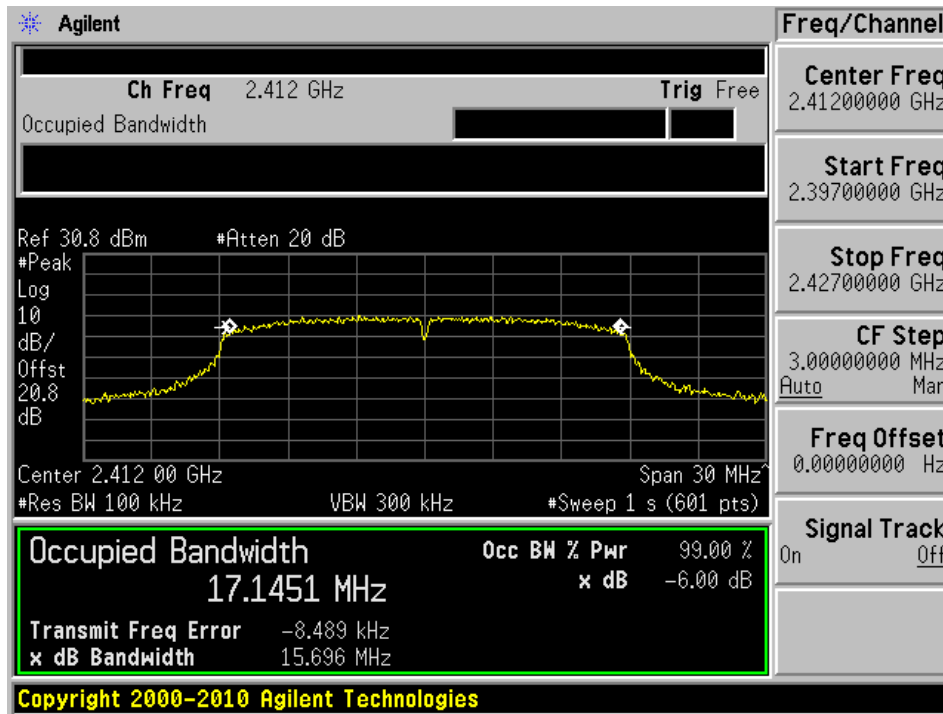 Agilent
Freq/Channel
Ch Freq 2.412 GHz Trig Free
Occupied Bandwidth
Center Freq
2.41200000 GHz
Start Freq
2.39700000 GHz
Stop Freq
2.42700000 GHz
CF Step
3.00000000 MHz
Auto Man
Freq Offset
0.00000000 Hz
Signal Track
On Off
Ref 30.8 dBm #Atten 20 dB
#Peak
Log
10
dB/
Offst
20.8
dB
Center 2.412 00 GHz Span 30 MHz^
#Res BW 100 kHz VBW 300 kHz #Sweep 1 s (601 pts)
Occupied Bandwidth Occ BW % Pwr 99.00 %
17.1451 MHz x dB -6.00 dB
Transmit Freq Error -8.489 kHz
x dB Bandwidth 15.696 MHz
Copyright 2000-2010 Agilent Technologies